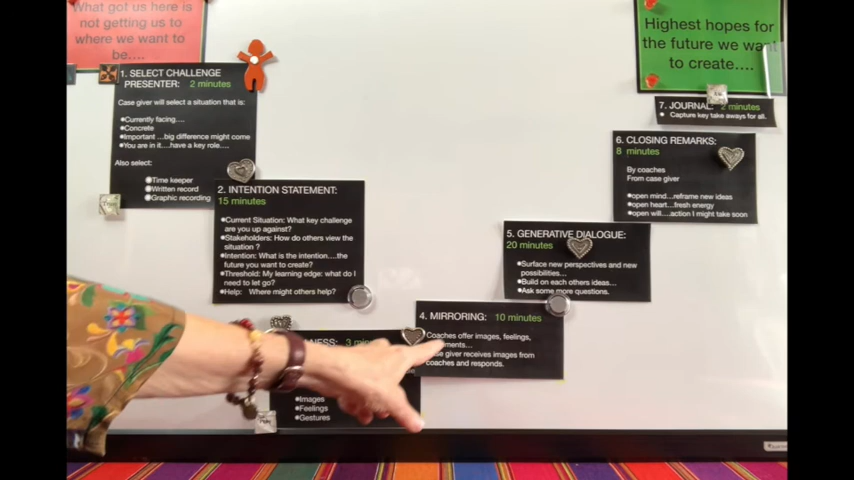 What got us here is
not getting us to
where we want to
be....
1. SELECT CHALLENGE
PRESENTER: 2 minutes
Case giver will select a situation that is:
Currently facing....
Concrete
Important ...big difference might come
You are in it....have a key role....
Also select:
Time keeper
Written record
Graphic recording
2. INTENTION STATEMENT:
15 minutes
Current Situation: What key challenge
are you up against?
Stakeholders: How do others view the
situation ?
Intention: What is the intention....the
future you want to create?
Threshold: My learning edge: what do I
need to let go?
Help: Where might others help?
3 min
Images
Feelings
Gestures
4. MIRRORING: 10 minutes
Coaches offer images, feelings,
giver receives images from
coaches and responds.
5. GENERATIVE DIALOGUE:
20 minutes
Surface new perspectives and new
possibilities...
Build on each others ideas...
Ask some more questions.
6. CLOSING REMARKS:
8 minutes
By coaches
From case giver
open mind...reframe new ideas
open heart...fresh energy
open will....action I might take soon
7. JOURNAL: 2 minutes
Capture key take aways for all.
Highest hopes for
the future we want
to create....